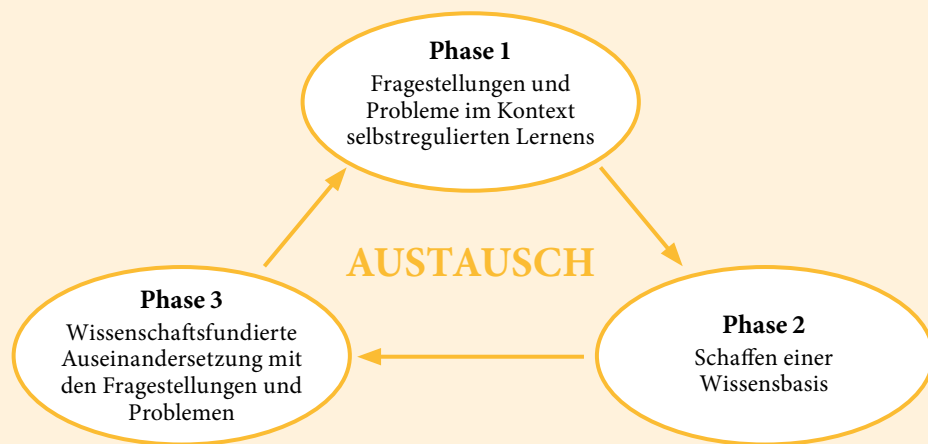 Phase 1
Fragestellungen und
Probleme im Kontext
selbstregulierten Lernens
AUSTAUSCH
Phase 3
Wissenschaftsfundierte
Auseinandersetzung mit
den Fragestellungen und
Problemen
Phase 2
Schaffen einer
Wissensbasis